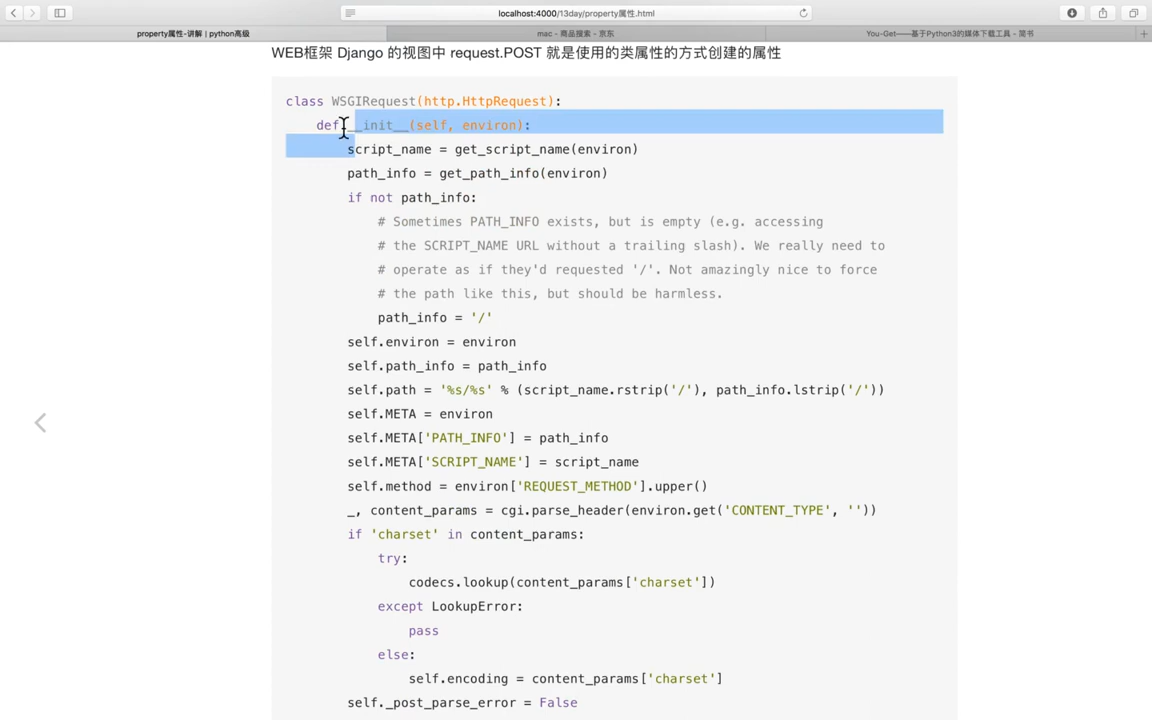 localhost:4000/13day/property属性.html
property属性-讲解 | python高级
mac - 商品搜索 - 京东
You-Get——基于Python3的媒体下载工具 - 简书
WEB框架 Django 的视图中 request.POST 就是使用的类属性的方式创建的属性
class WSGIRequest(http.HttpRequest):
def __init__(self, environ):
script_name = get_script_name(environ)
path_info = get_path_info(environ)
if not path_info:
# Sometimes PATH_INFO exists, but is empty (e.g. accessing
# the SCRIPT_NAME URL without a trailing slash). We really need to
# operate as if they'd requested '/'. Not amazingly nice to force
# the path like this, but should be harmless.
path_info = '/'
self.environ = environ
self.path_info = path_info
self.path = '%s/%s' % (script_name.rstrip('/'), path_info.lstrip('/'))
self.META = environ
self.META['PATH_INFO'] = path_info
self.META['SCRIPT_NAME'] = script_name
self.method = environ['REQUEST_METHOD'].upper()
_, content_params = cgi.parse_header(environ.get('CONTENT_TYPE', ''))
if 'charset' in content_params:
try:
codecs.lookup(content_params['charset'])
except LookupError:
pass
else:
self.encoding = content_params['charset']
self._post_parse_error = False